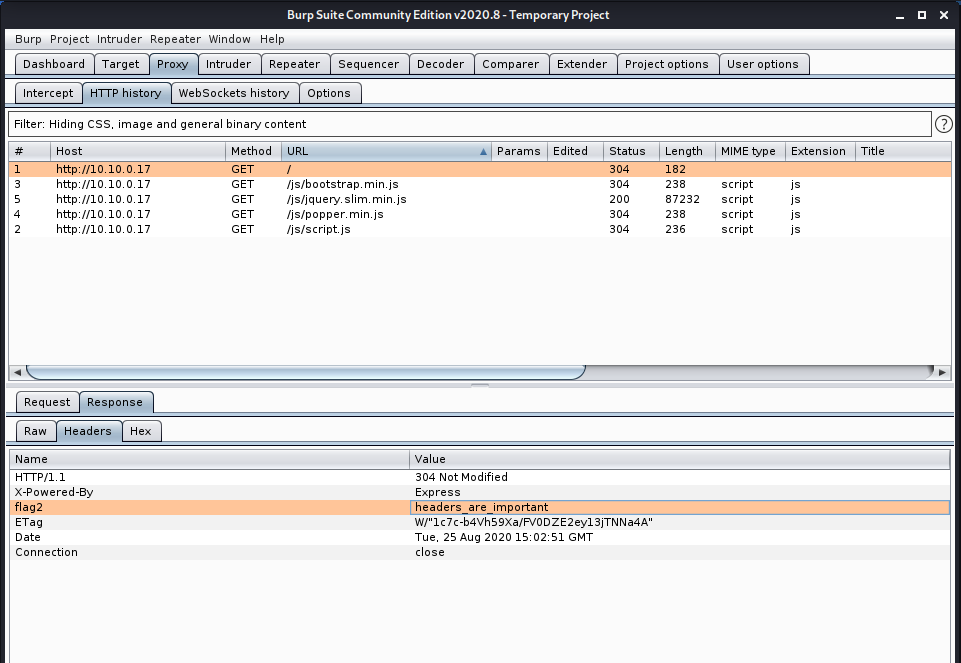 Burp Suite Community Edition v2020.8 - Temporary Project
Burp Project Intruder Repeater Window Help
Dashboard Target Proxy Intruder Repeater Sequencer Decoder Comparer Extender Project options User options
Intercept HTTP history WebSockets history Options
Filter: Hiding CSS, image and general binary content ?
# Host Method URL Params Edited Status Length MIME type Extension Title
1 http://10.10.0.17 GET / 304 182
3 http://10.10.0.17 GET /js/bootstrap.min.js 304 238 script js
5 http://10.10.0.17 GET /js/jquery.slim.min.js 200 87232 script js
4 http://10.10.0.17 GET /js/popper.min.js 304 238 script js
2 http://10.10.0.17 GET /js/script.js 304 236 script js
Request Response
Raw Headers Hex
Name Value
HTTP/1.1 304 Not Modified
X-Powered-By Express
flag2 headers_are_important
ETag W/"1c7c-b4Vh59Xa/FV0DZE2ey13jTNNa4A"
Date Tue, 25 Aug 2020 15:02:51 GMT
Connection close